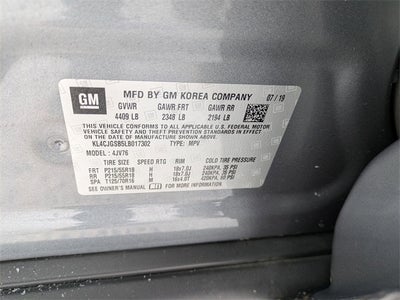 GM
MFD BY GM KOREA COMPANY 07/19
GVWR GAWR FRT GAWR RR
4409 LB 2348 LB 2194 LB
THIS VEHICLE CONFORMS TO ALL APPLICABLE U.S. FEDERAL MOTOR
VEHICLE SAFETY, BUMPER, AND THEFT PREVENTION STANDARDS
IN EFFECT ON THE DATE OF MANUFACTURE SHOWN ABOVE.
KL4CJGSB5LB017302 TYPE: MPV
MODEL: 4JV76
TIRE SIZE SPEED RTG RIM COLD TIRE PRESSURE
FRT P215/55R18 H 18x7.0J 240KPA, 35 PSI
RR P215/55R18 H 18x7.0J 240KPA, 35 PSI
SPA T125/70R16 M 16x4.0T 420KPA, 60 PSI
SEE OWNER'S MANUAL FOR MORE INFORMATION